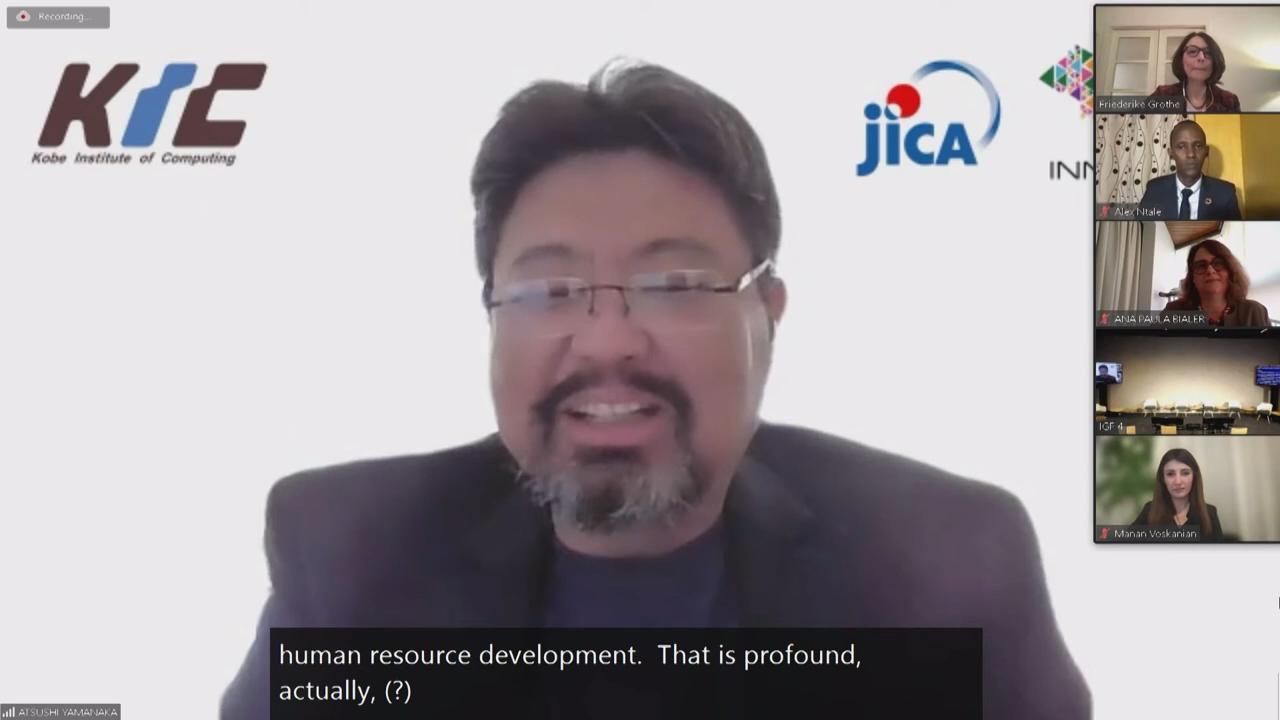 Recording...
KIC
Kobe Institute of Computing
jICA
INN
Friederike Grothe
Alex Ntale
ANA PAULA BIALER
IGF 4
Manan Voskanian
human resource development.  That is profound,
actually, (?)
ATSUSHI YAMANAKA